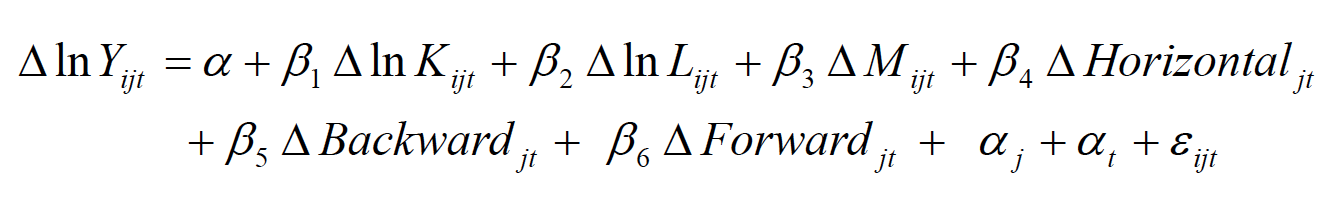 Δ ln Y_ijt = α + β_1 Δ ln K_ijt + β_2 Δ ln L_ijt + β_3 Δ M_ijt + β_4 Δ Horizontal_jt
+ β_5 Δ Backward_jt + β_6 Δ Forward_jt + α_j + α_t + ε_ijt